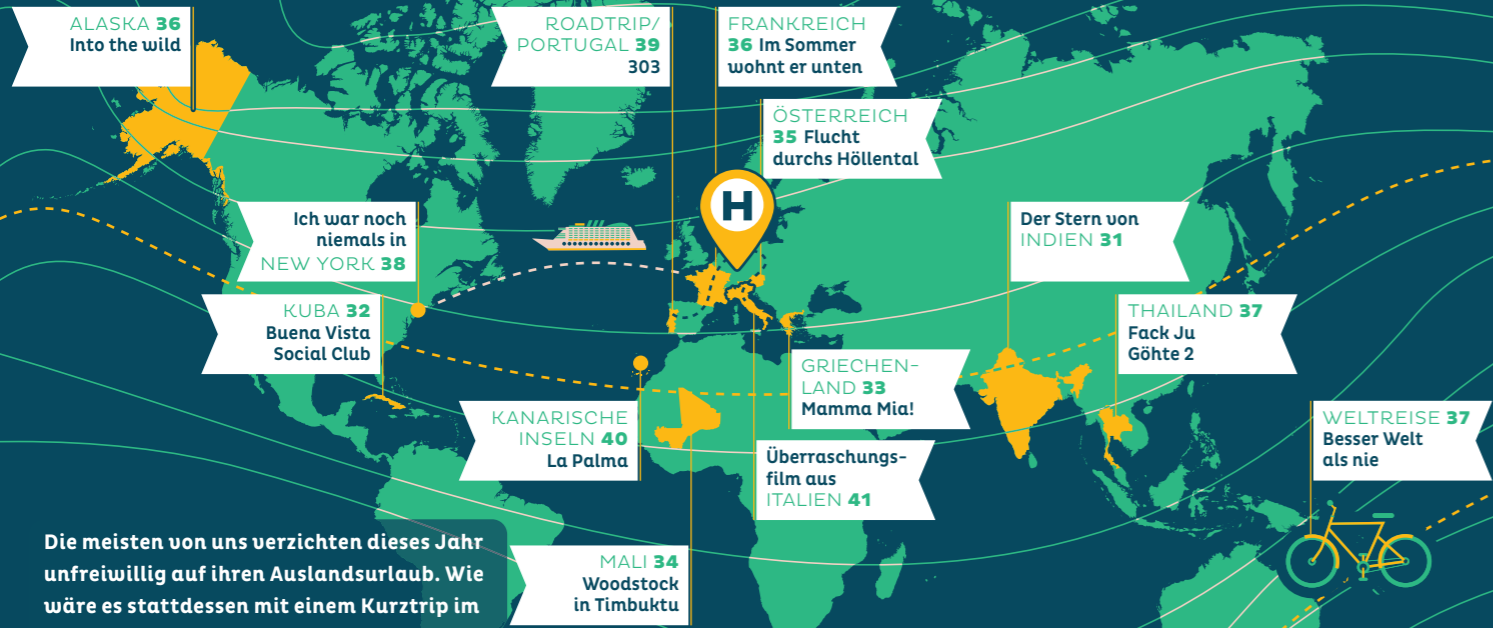 ALASKA 36
Into the wild
ROADTRIP/
PORTUGAL 39
303
FRANKREICH
36 Im Sommer
wohnt er unten
ÖSTERREICH
35 Flucht
durchs Höllental
H
Ich war noch
niemals in
NEW YORK 38
Der Stern von
INDIEN 31
KUBA 32
Buena Vista
Social Club
THAILAND 37
Fack Ju
Göhte 2
GRIECHEN-
LAND 33
Mamma Mia!
KANARISCHE
INSELN 40
La Palma
WELTREISE 37
Besser Welt
als nie
Überraschungs-
film aus
ITALIEN 41
MALI 34
Woodstock
in Timbuktu
Die meisten von uns verzichten dieses Jahr
unfreiwillig auf ihren Auslandsurlaub. Wie
wäre es stattdessen mit einem Kurztrip im